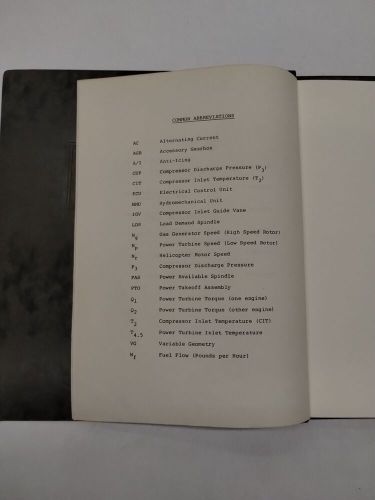 COMMON ABBREVIATIONS
AC Alternating Current
AGB Accessory Gearbox
A/I Anti-Icing
CDP Compressor Discharge Pressure (P3)
CIT Compressor Inlet Temperature (T2)
ECU Electrical Control Unit
HMU Hydromechanical Unit
IGV Compressor Inlet Guide Vane
LDS Load Demand Spindle
Ng Gas Generator Speed (High Speed Rotor)
Np Power Turbine Speed (Low Speed Rotor)
Nr Helicopter Rotor Speed
P3 Compressor Discharge Pressure
PAS Power Available Spindle
PTO Power Takeoff Assembly
Q1 Power Turbine Torque (one engine)
Q2 Power Turbine Torque (other engine)
T2 Compressor Inlet Temperature (CIT)
T4.5 Power Turbine Inlet Temperature
VG Variable Geometry
Wf Fuel Flow (Pounds per Hour)